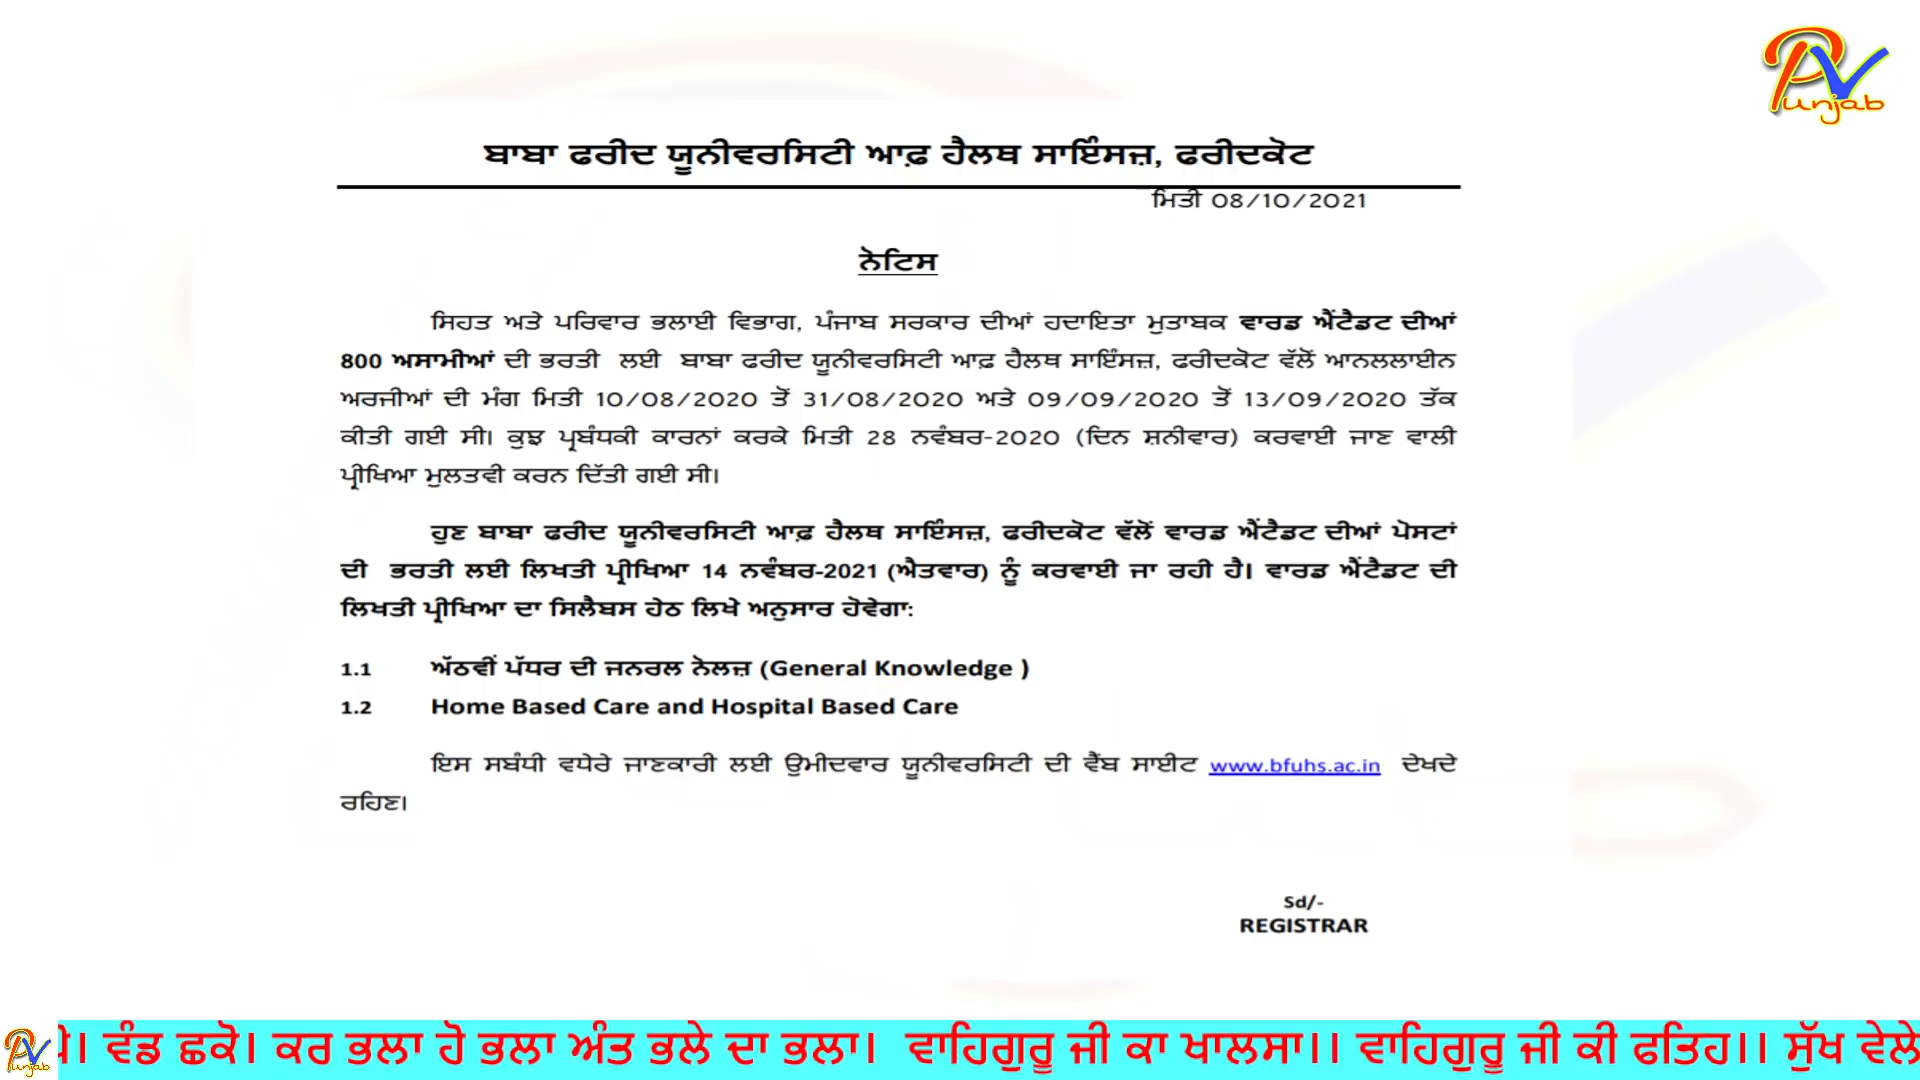 PV
unjab
ਬਾਬਾ ਫਰੀਦ ਯੂਨੀਵਰਸਿਟੀ ਆਫ਼ ਹੈਲਥ ਸਾਇੰਸਜ਼, ਫਰੀਦਕੋਟ
ਮਿਤੀ 08/10/2021
ਨੋਟਿਸ
ਸਿਹਤ ਅਤੇ ਪਰਿਵਾਰ ਭਲਾਈ ਵਿਭਾਗ, ਪੰਜਾਬ ਸਰਕਾਰ ਦੀਆਂ ਹਦਾਇਤਾ ਮੁਤਾਬਕ ਵਾਰਡ ਐਂਟੈਡਟ ਦੀਆਂ
800 ਅਸਾਮੀਆਂ ਦੀ ਭਰਤੀ ਲਈ ਬਾਬਾ ਫਰੀਦ ਯੂਨੀਵਰਸਿਟੀ ਆਫ਼ ਹੈਲਥ ਸਾਇੰਸਜ਼, ਫਰੀਦਕੋਟ ਵੱਲੋਂ ਆਨਲਲਾਈਨ
ਅਰਜੀਆਂ ਦੀ ਮੰਗ ਮਿਤੀ 10/08/2020 ਤੋਂ 31/08/2020 ਅਤੇ 09/09/2020 ਤੋਂ 13/09/2020 ਤੱਕ
ਕੀਤੀ ਗਈ ਸੀ। ਕੁਝ ਪ੍ਰਬੰਧਕੀ ਕਾਰਨਾਂ ਕਰਕੇ ਮਿਤੀ 28 ਨਵੰਬਰ-2020 (ਦਿਨ ਸ਼ਨੀਵਾਰ) ਕਰਵਾਈ ਜਾਣ ਵਾਲੀ
ਪ੍ਰੀਖਿਆ ਮੁਲਤਵੀ ਕਰਨ ਦਿੱਤੀ ਗਈ ਸੀ।
ਹੁਣ ਬਾਬਾ ਫਰੀਦ ਯੂਨੀਵਰਸਿਟੀ ਆਫ਼ ਹੈਲਥ ਸਾਇੰਸਜ਼, ਫਰੀਦਕੋਟ ਵੱਲੋਂ ਵਾਰਡ ਐਂਟੈਡਟ ਦੀਆਂ ਪੋਸਟਾਂ
ਦੀ ਭਰਤੀ ਲਈ ਲਿਖਤੀ ਪ੍ਰੀਖਿਆ 14 ਨਵੰਬਰ-2021 (ਐਤਵਾਰ) ਨੂੰ ਕਰਵਾਈ ਜਾ ਰਹੀ ਹੈ। ਵਾਰਡ ਐਂਟੈਡਟ ਦੀ
ਲਿਖਤੀ ਪ੍ਰੀਖਿਆ ਦਾ ਸਿਲੈਬਸ ਹੇਠ ਲਿਖੇ ਅਨੁਸਾਰ ਹੋਵੇਗਾ:
1.1 ਅੱਠਵੀਂ ਪੱਧਰ ਦੀ ਜਨਰਲ ਨੋਲਜ਼ (General Knowledge )
1.2 Home Based Care and Hospital Based Care
ਇਸ ਸਬੰਧੀ ਵਧੇਰੇ ਜਾਣਕਾਰੀ ਲਈ ਉਮੀਦਵਾਰ ਯੂਨੀਵਰਸਿਟੀ ਦੀ ਵੈੱਬ ਸਾਈਟ www.bfuhs.ac.in ਦੇਖਦੇ
ਰਹਿਣ।
Sd/-
REGISTRAR
PV
unjab
ਵੰਡ ਛਕੋ। ਕਰ ਭਲਾ ਹੋ ਭਲਾ ਅੰਤ ਭਲੇ ਦਾ ਭਲਾ। ਵਾਹਿਗੁਰੂ ਜੀ ਕਾ ਖਾਲਸਾ।। ਵਾਹਿਗੁਰੂ ਜੀ ਕੀ ਫਤਿਹ।। ਸੁੱਖ ਵੇਲੇ